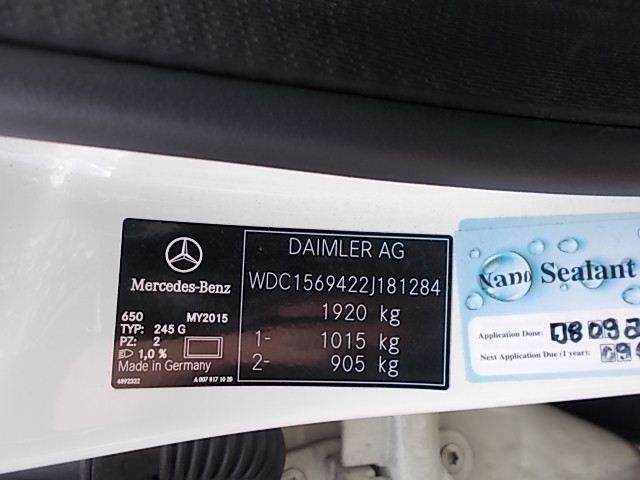 Mercedes-Benz
650 MY2015
TYP: 245 G
PZ: 2
1,0 %
Made in Germany
4892322 A 007 817 10 20
DAIMLER AG
WDC1569422J181284
1920 kg
1- 1015 kg
2- 905 kg
Nano Sealant
Application Done:
Next Application Due (1 year):